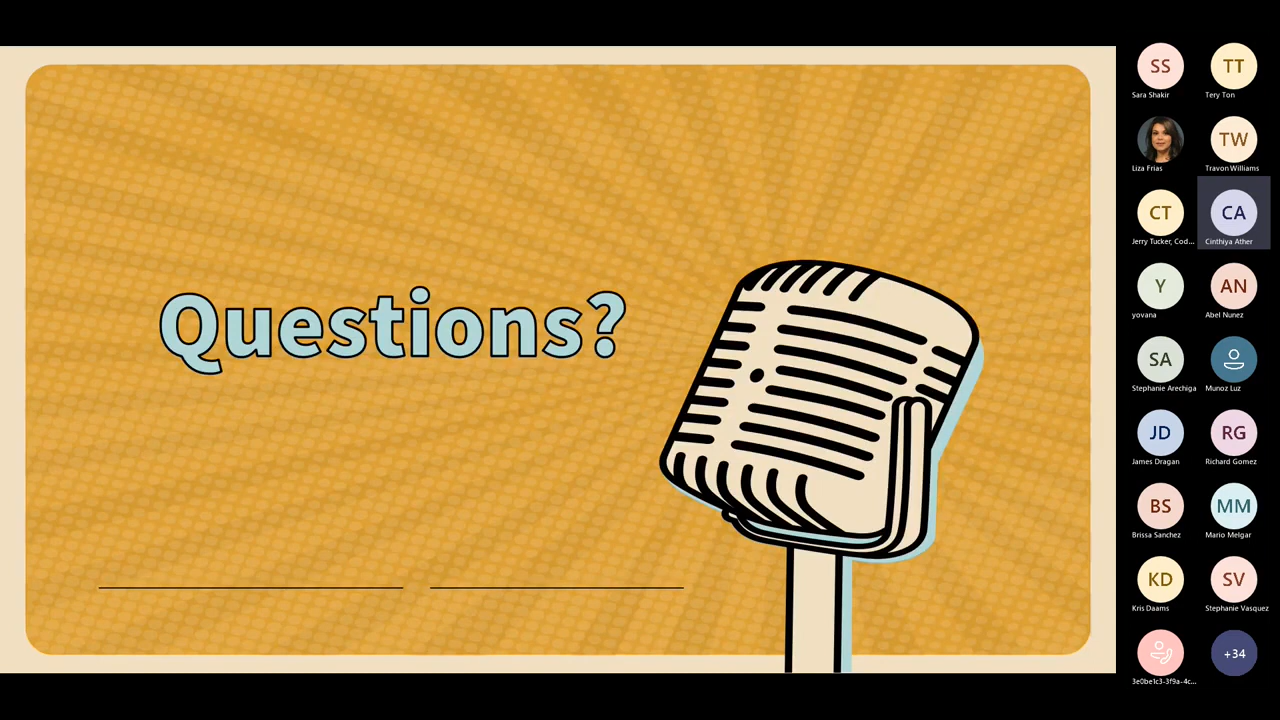 Questions?
SS
TT
Sara Shakir
Tery Ton
TW
Liza Frias
Travon Williams
CT
CA
Jerry Tucker, Cod...
Cinthiya Ather
Y
AN
yovana
Abel Nunez
SA
Stephanie Arechiga
Munoz Luz
JD
RG
James Dragan
Richard Gomez
BS
MM
Brissa Sanchez
Mario Melgar
KD
SV
Kris Daams
Stephanie Vasquez
+34
3e0be1c3-3f9a-4c...